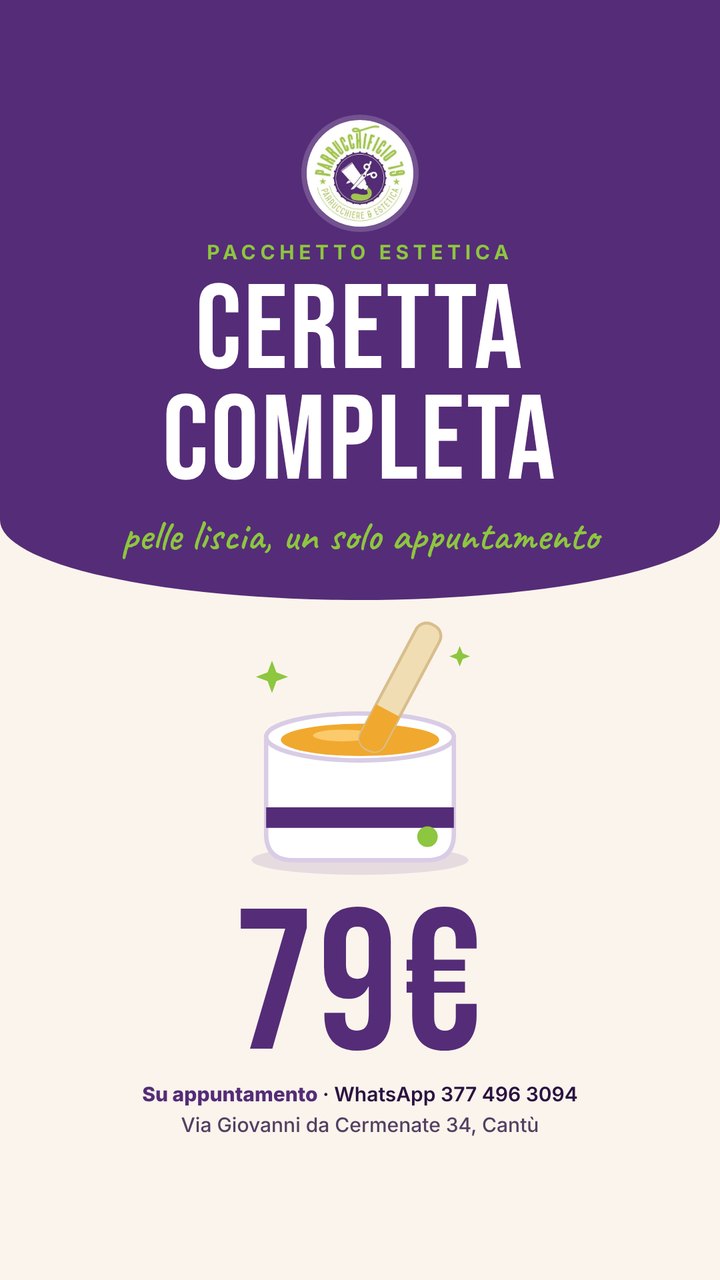 PARRUCCHIFICIO 79
PARRUCCHIERE & ESTETICA
PACCHETTO ESTETICA
CERETTA
COMPLETA
pelle liscia, un solo appuntamento
79€
Su appuntamento · WhatsApp 377 496 3094
Via Giovanni da Cermenate 34, Cantù